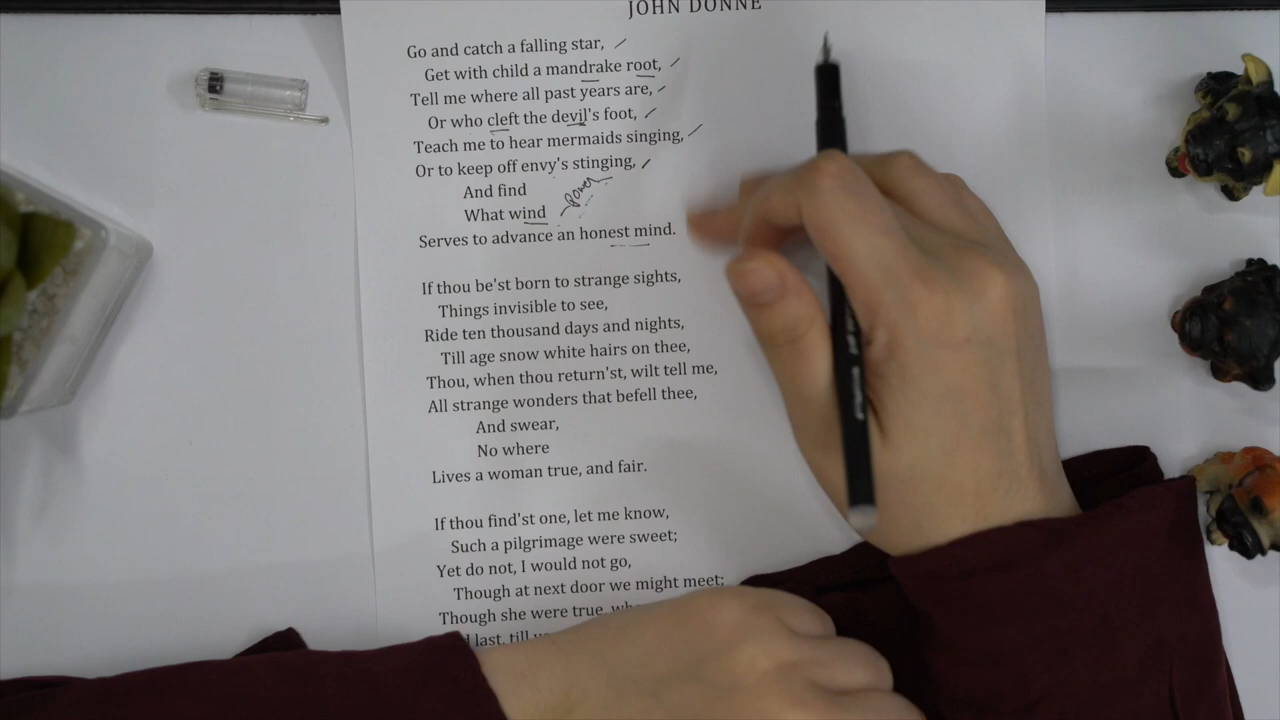 JOHN DONNE
Go and catch a falling star,
Get with child a mandrake root,
Tell me where all past years are,
Or who cleft the devil's foot,
Teach me to hear mermaids singing,
Or to keep off envy's stinging,
And find
power
What wind
Serves to advance an honest mind.
If thou be'st born to strange sights,
Things invisible to see,
Ride ten thousand days and nights,
Till age snow white hairs on thee,
Thou, when thou return'st, wilt tell me,
All strange wonders that befell thee,
And swear,
No where
Lives a woman true, and fair.
If thou find'st one, let me know,
Such a pilgrimage were sweet;
Yet do not, I would not go,
Though at next door we might meet;
Though she were true,
last, till